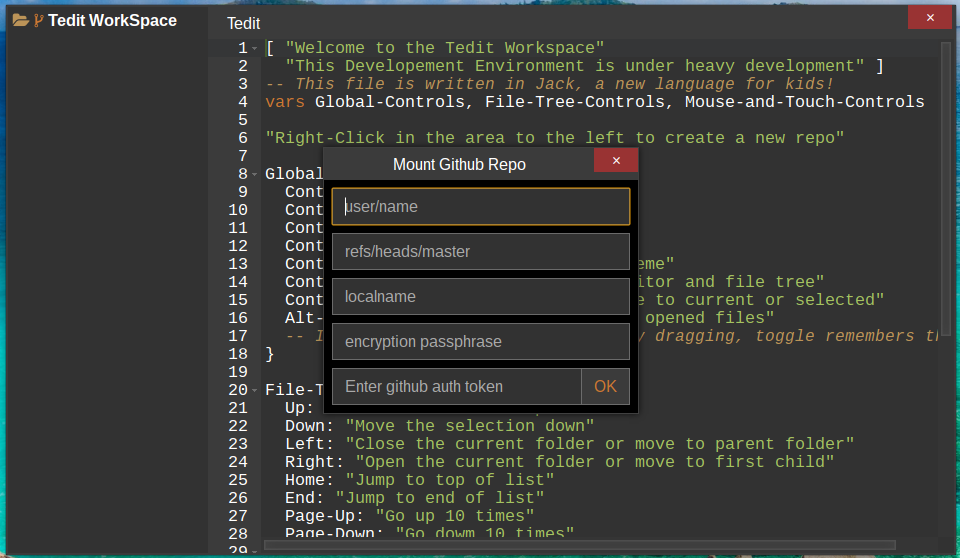 Tedit WorkSpace
Tedit
×
1 [ "Welcome to the Tedit Workspace"
2 "This Developement Environment is under heavy development" ]
3 -- This file is written in Jack, a new language for kids!
4 vars Global-Controls, File-Tree-Controls, Mouse-and-Touch-Controls
5
6 "Right-Click in the area to the left to create a new repo"
7
Mount Github Repo
×
8 Global
9 Cont
user/name
10 Cont
11 Cont
12 Cont
refs/heads/master
13 Cont eme"
14 Cont itor and file tree"
15 Cont e to current or selected"
localname
16 Alt- opened files"
17 -- I y dragging, toggle remembers t
encryption passphrase
18 }
19
20 File-T
Enter github auth token
OK
21 Up:
22 Down: "Move the selection down"
23 Left: "Close the current folder or move to parent folder"
24 Right: "Open the current folder or move to first child"
25 Home: "Jump to top of list"
26 End: "Jump to end of list"
27 Page-Up: "Go up 10 times"
28 Page-Down: "Go dowm 10 times"
29